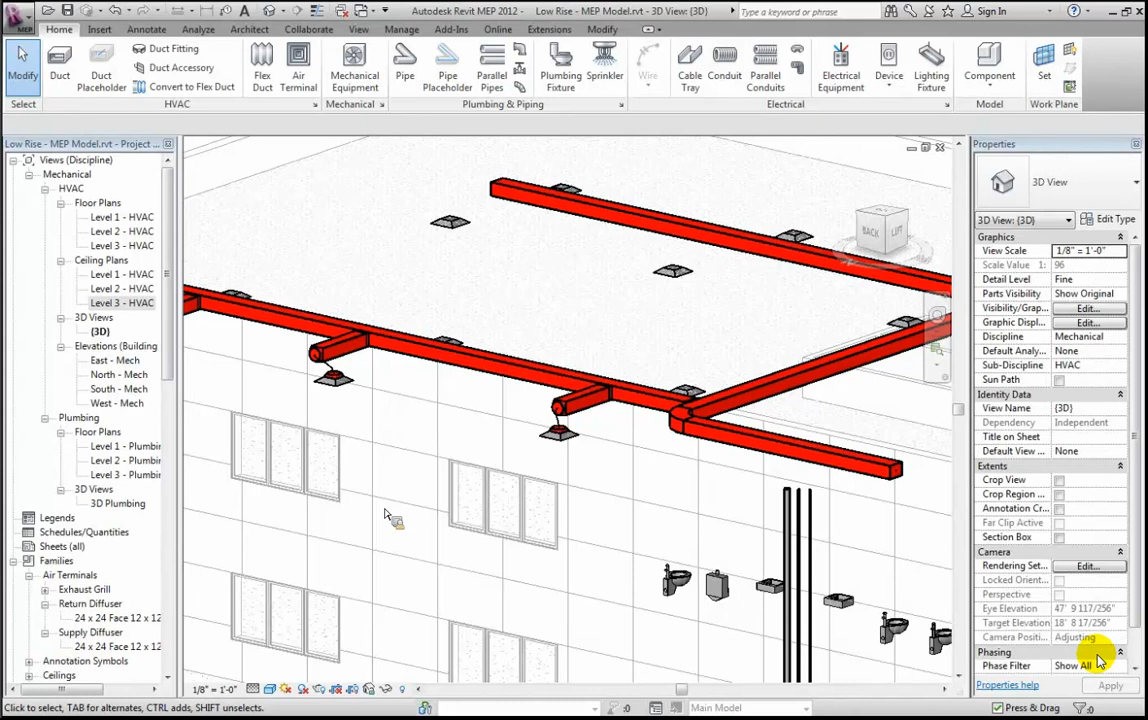 Autodesk Revit MEP 2012 - Low Rise - MEP Model.rvt - 3D View: {3D}
Type a keyword or phrase
Sign In
MEP
Home Insert Annotate Analyze Architect Collaborate View Manage Add-Ins Online Extensions Modify
Modify
Duct
Duct Placeholder
Duct Fitting
Duct Accessory
Convert to Flex Duct
Flex Duct
Air Terminal
Mechanical Equipment
Pipe
Pipe Placeholder
Parallel Pipes
Plumbing Fixture
Sprinkler
Wire
Cable Tray
Conduit
Parallel Conduits
Electrical Equipment
Device
Lighting Fixture
Component
Set
Select HVAC Mechanical Plumbing & Piping Electrical Model Work Plane
Low Rise - MEP Model.rvt - Project ...
Views (Discipline)
Mechanical
HVAC
Floor Plans
Level 1 - HVAC
Level 2 - HVAC
Level 3 - HVAC
Ceiling Plans
Level 1 - HVAC
Level 2 - HVAC
Level 3 - HVAC
3D Views
{3D}
Elevations (Building
East - Mech
North - Mech
South - Mech
West - Mech
Plumbing
Floor Plans
Level 1 - Plumbin
Level 2 - Plumbin
Level 3 - Plumbin
3D Views
3D Plumbing
Legends
Schedules/Quantities
Sheets (all)
Families
Air Terminals
Exhaust Grill
Return Diffuser
24 x 24 Face 12 x 12
Supply Diffuser
24 x 24 Face 12 x 12
Annotation Symbols
Ceilings
BACK LEFT
Properties
3D View
3D View: {3D} Edit Type
Graphics
View Scale 1/8" = 1'-0"
Scale Value 1: 96
Detail Level Fine
Parts Visibility Show Original
Visibility/Grap... Edit...
Graphic Displ... Edit...
Discipline Mechanical
Default Analy... None
Sub-Discipline HVAC
Sun Path
Identity Data
View Name {3D}
Dependency Independent
Title on Sheet
Default View ... None
Extents
Crop View
Crop Region ...
Annotation Cr...
Far Clip Active
Section Box
Camera
Rendering Set... Edit...
Locked Orient...
Perspective
Eye Elevation 47' 9 117/256"
Target Elevation 18' 8 17/256"
Camera Positi... Adjusting
Phasing
Phase Filter Show All
Properties help Apply
1/8" = 1'-0"
Click to select, TAB for alternates, CTRL adds, SHIFT unselects.
:0
Main Model
Press & Drag
:0